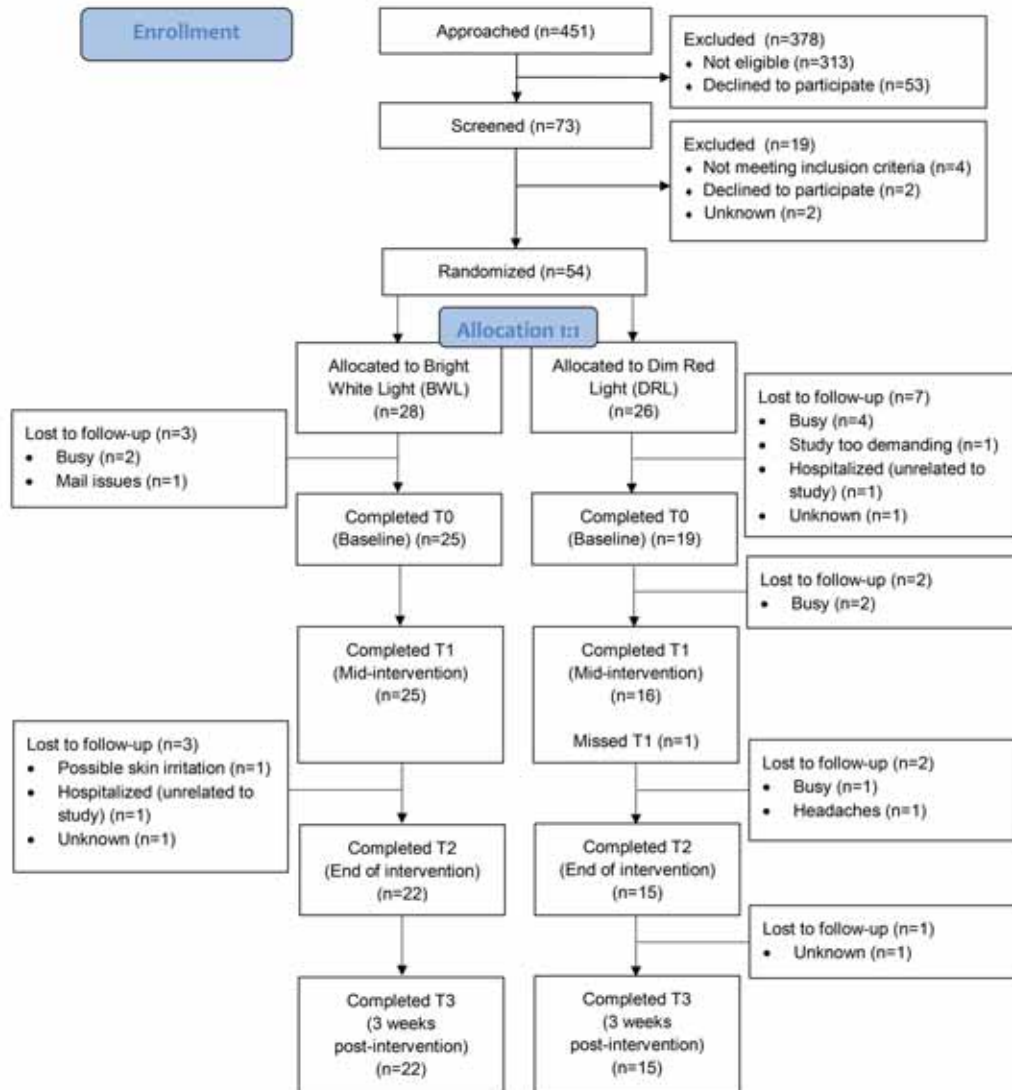 Enrollment
Approached (n=451)
Excluded (n=378)
• Not eligible (n=313)
• Declined to participate (n=53)
Screened (n=73)
Excluded (n=19)
• Not meeting inclusion criteria (n=4)
• Declined to participate (n=2)
• Unknown (n=2)
Randomized (n=54)
Allocation 1:1
Allocated to Bright
White Light (BWL)
(n=28)
Allocated to Dim Red
Light (DRL)
(n=26)
Lost to follow-up (n=3)
• Busy (n=2)
• Mail issues (n=1)
Lost to follow-up (n=7)
• Busy (n=4)
• Study too demanding (n=1)
• Hospitalized (unrelated to
study) (n=1)
• Unknown (n=1)
Completed T0
(Baseline) (n=25)
Completed T0
(Baseline) (n=19)
Lost to follow-up (n=2)
• Busy (n=2)
Completed T1
(Mid-intervention)
(n=25)
Completed T1
(Mid-intervention)
(n=16)
Missed T1 (n=1)
Lost to follow-up (n=3)
• Possible skin irritation (n=1)
• Hospitalized (unrelated to
study) (n=1)
• Unknown (n=1)
Lost to follow-up (n=2)
• Busy (n=1)
• Headaches (n=1)
Completed T2
(End of intervention)
(n=22)
Completed T2
(End of intervention)
(n=15)
Lost to follow-up (n=1)
• Unknown (n=1)
Completed T3
(3 weeks
post-intervention)
(n=22)
Completed T3
(3 weeks
post-intervention)
(n=15)